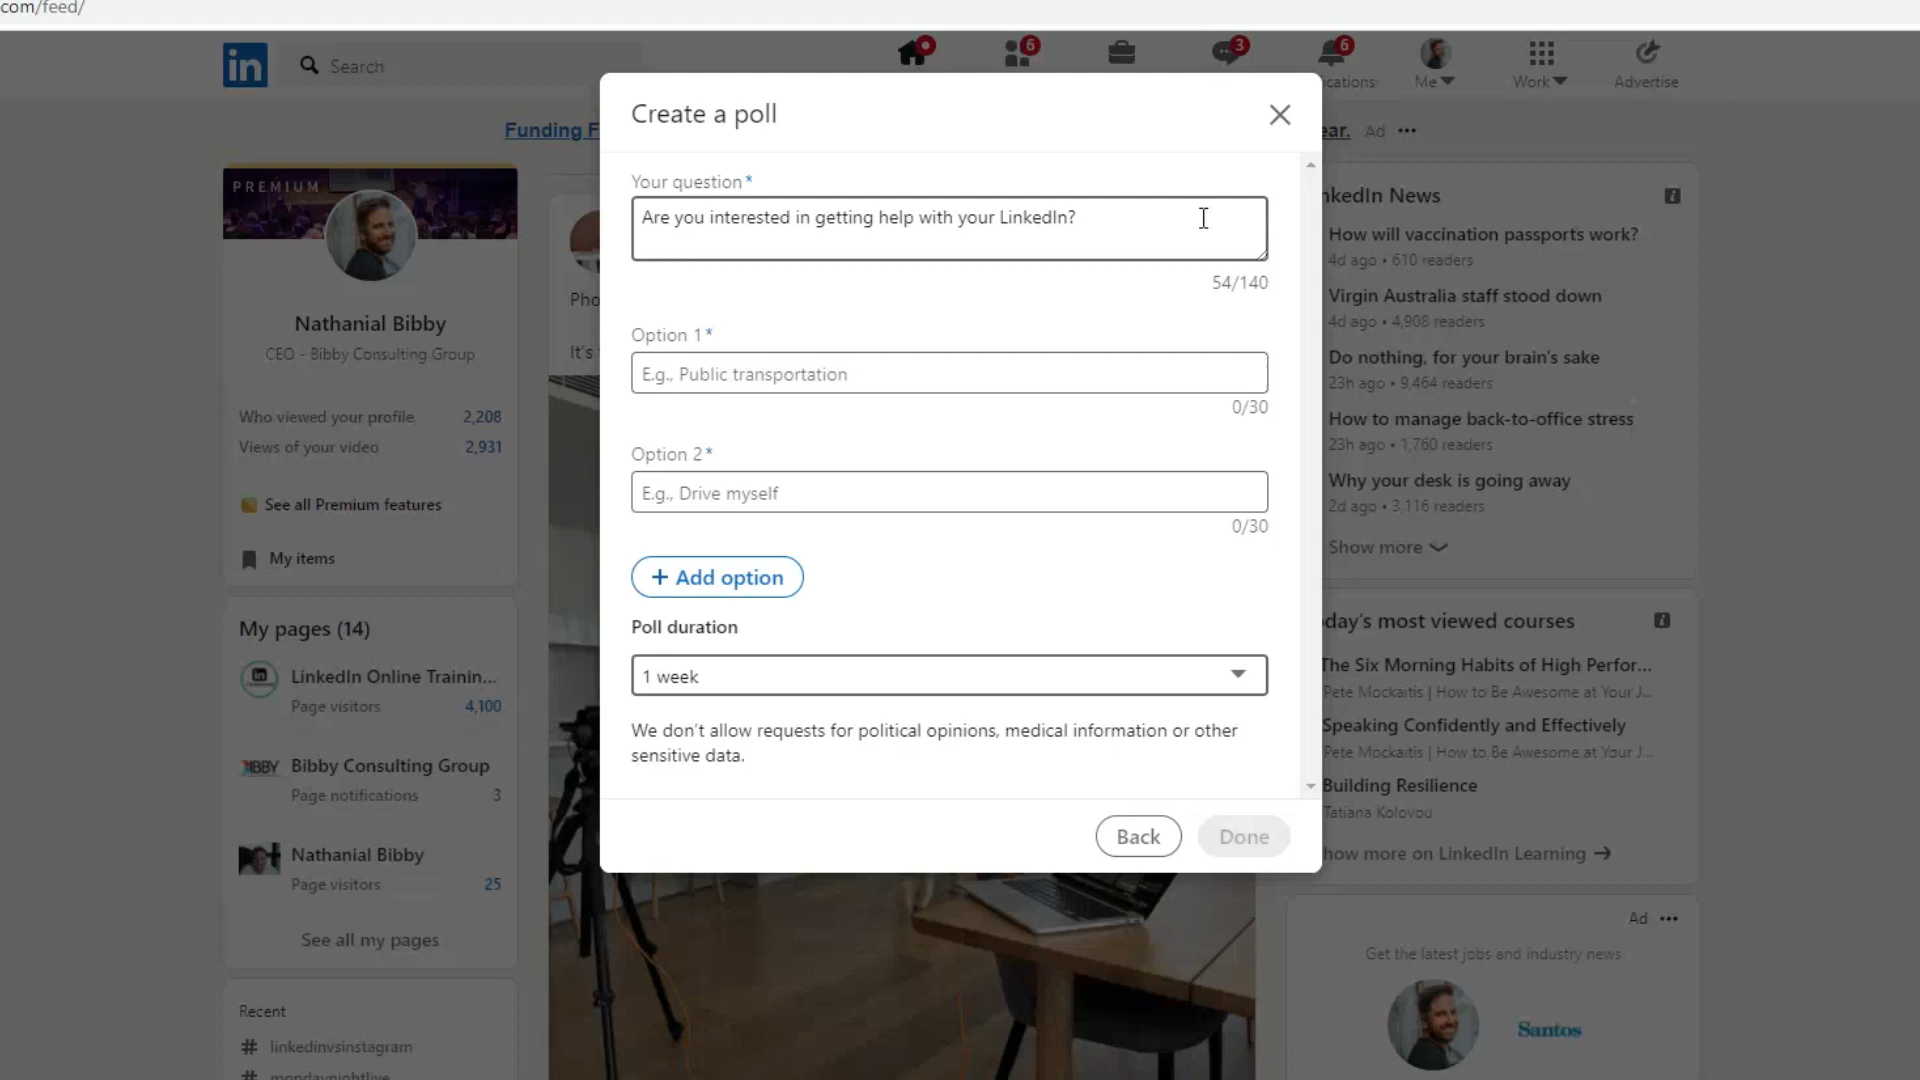 com/feed/
in
Search
6
3
6
ications
Me
Work
Advertise
Funding F
ear.
Ad
Create a poll
Your question*
Are you interested in getting help with your LinkedIn?
54/140
Option 1*
E.g., Public transportation
0/30
Option 2*
E.g., Drive myself
0/30
+ Add option
Poll duration
1 week
We don't allow requests for political opinions, medical information or other
sensitive data.
Back
Done
PREMIUM
Nathanial Bibby
CEO - Bibby Consulting Group
Who viewed your profile 2,208
Views of your video 2,931
See all Premium features
My items
My pages (14)
LinkedIn Online Trainin...
Page visitors 4,100
BIBBY
Bibby Consulting Group
Page notifications 3
Nathanial Bibby
Page visitors 25
See all my pages
Recent
# linkedinvsinstagram
# mondaynightlive
Pho
It's
nkedIn News
How will vaccination passports work?
4d ago • 610 readers
Virgin Australia staff stood down
4d ago • 4,908 readers
Do nothing, for your brain's sake
23h ago • 9,464 readers
How to manage back-to-office stress
23h ago • 1,760 readers
Why your desk is going away
2d ago • 3,116 readers
Show more
day's most viewed courses
The Six Morning Habits of High Perfor...
Pete Mockaitis | How to Be Awesome at Your J...
Speaking Confidently and Effectively
Pete Mockaitis | How to Be Awesome at Your J...
Building Resilience
Tatiana Kolovou
how more on LinkedIn Learning →
Ad
Get the latest jobs and industry news
Santos